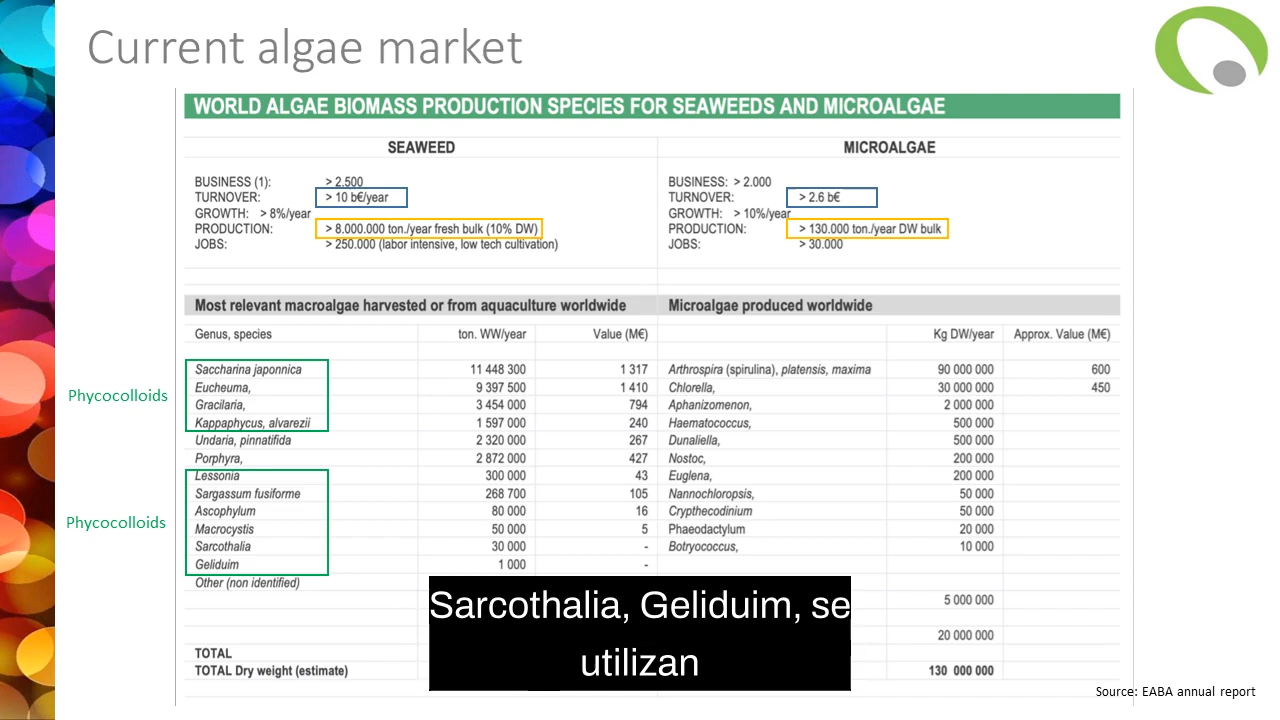 Current algae market
WORLD ALGAE BIOMASS PRODUCTION SPECIES FOR SEAWEEDS AND MICROALGAE
SEAWEED MICROALGAE
BUSINESS (1): > 2.500 BUSINESS: > 2.000
TURNOVER: > 10 b€/year TURNOVER: > 2.6 b€
GROWTH: > 8%/year GROWTH: > 10%/year
PRODUCTION: > 8.000.000 ton./year fresh bulk (10% DW) PRODUCTION: > 130.000 ton./year DW bulk
JOBS: > 250.000 (labor intensive, low tech cultivation) JOBS: > 30.000
Most relevant macroalgae harvested or from aquaculture worldwide Microalgae produced worldwide
Genus, species ton. WW/year Value (M€) Kg DW/year Approx. Value (M€)
Saccharina japonnica 11 448 300 1 317 Arthrospira (spirulina), platensis, maxima 90 000 000 600
Eucheuma, 9 397 500 1 410 Chlorella, 30 000 000 450
Phycocolloids
Gracilaria, 3 454 000 794 Aphanizomenon, 2 000 000
Kappaphycus, alvarezii 1 597 000 240 Haematococcus, 500 000
Undaria, pinnatifida 2 320 000 267 Dunaliella, 500 000
Porphyra, 2 872 000 427 Nostoc, 200 000
Lessonia 300 000 43 Euglena, 200 000
Sargassum fusiforme 268 700 105 Nannochloropsis, 50 000
Ascophylum 80 000 16 Crypthecodinium 50 000
Phycocolloids
Macrocystis 50 000 5 Phaeodactylum 20 000
Sarcothalia 30 000 - Botryococcus, 10 000
Geliduim 1 000 -
Other (non identified)
5 000 000
20 000 000
TOTAL
TOTAL Dry weight (estimate) 130 000 000
Sarcothalia, Geliduim, se
utilizan
Source: EABA annual report